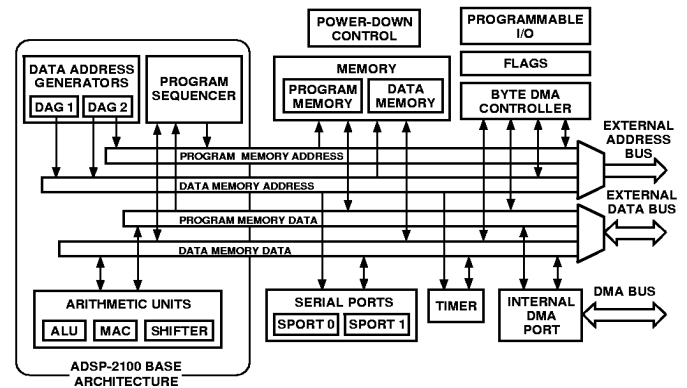 POWER-DOWN
CONTROL
PROGRAMMABLE
I/O
FLAGS
DATA ADDRESS
GENERATORS
DAG 1
DAG 2
PROGRAM
SEQUENCER
MEMORY
PROGRAM
MEMORY
DATA
MEMORY
BYTE DMA
CONTROLLER
EXTERNAL
ADDRESS
BUS
PROGRAM MEMORY ADDRESS
DATA MEMORY ADDRESS
EXTERNAL
DATA BUS
PROGRAM MEMORY DATA
DATA MEMORY DATA
ARITHMETIC UNITS
ALU
MAC
SHIFTER
SERIAL PORTS
SPORT 0
SPORT 1
TIMER
INTERNAL
DMA
PORT
DMA BUS
ADSP-2100 BASE
ARCHITECTURE